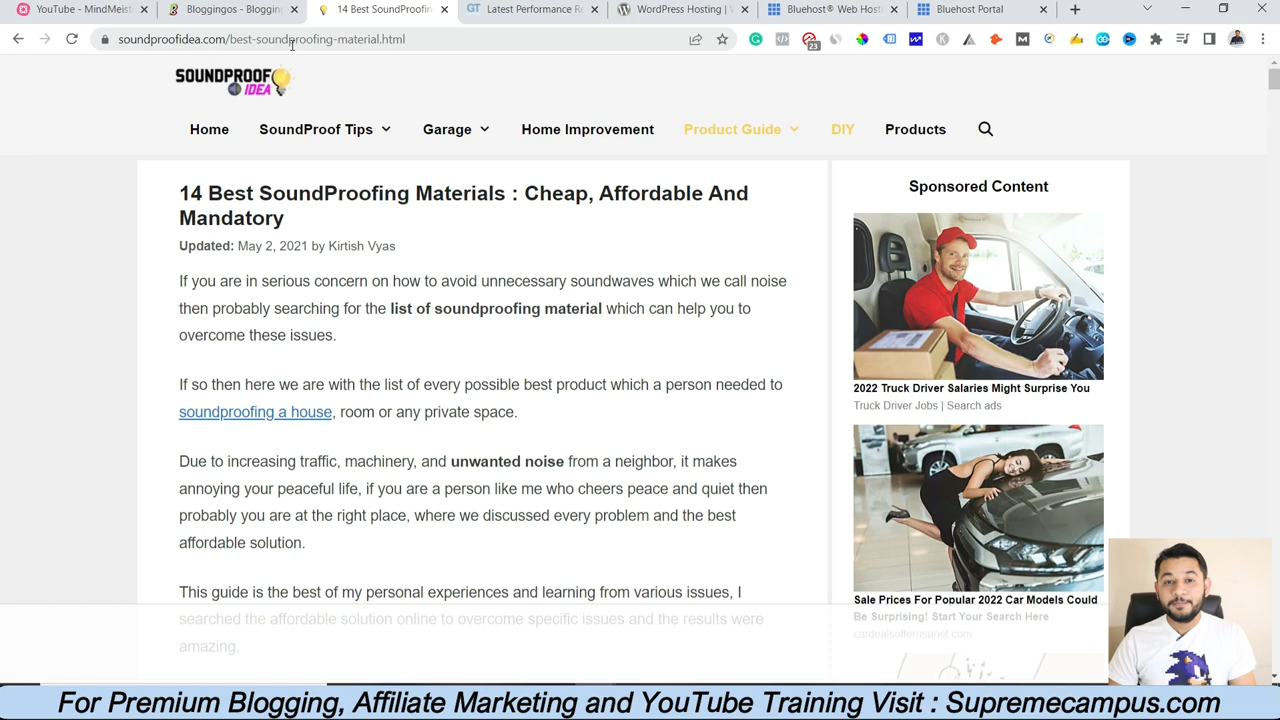 YouTube - MindMeist
Bloggingos - Blogging
14 Best SoundProofin
GT Latest Performance Re
WordPress Hosting | W
Bluehost® Web Host
Bluehost Portal
soundproofidea.com/best-soundproofing-material.html
23
SOUNDPROOF
IDEA
Home SoundProof Tips Garage Home Improvement Product Guide DIY Products
14 Best SoundProofing Materials : Cheap, Affordable And
Mandatory
Updated: May 2, 2021 by Kirtish Vyas
If you are in serious concern on how to avoid unnecessary soundwaves which we call noise
then probably searching for the list of soundproofing material which can help you to
overcome these issues.
If so then here we are with the list of every possible best product which a person needed to
soundproofing a house, room or any private space.
Due to increasing traffic, machinery, and unwanted noise from a neighbor, it makes
annoying your peaceful life, if you are a person like me who cheers peace and quiet then
probably you are at the right place, where we discussed every problem and the best
affordable solution.
This guide is the best of my personal experiences and learning from various issues, I
searched the affordable solution online to overcome specific issues and the results were
amazing.
Sponsored Content
2022 Truck Driver Salaries Might Surprise You
Truck Driver Jobs | Search ads
Sale Prices For Popular 2022 Car Models Could
Be Surprising! Start Your Search Here
cardealsofferusanet.com
For Premium Blogging, Affiliate Marketing and YouTube Training Visit : Supremecampus.com